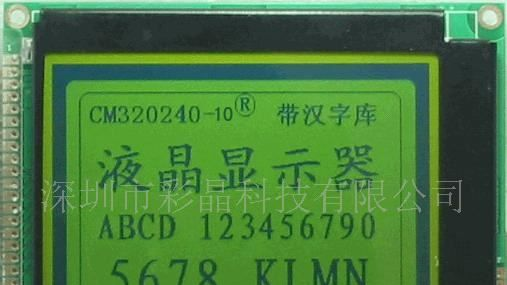 CM320240-10® 带汉字库
液晶显示器
深圳市彩晶科技有限公司
ABCD 123456790
5678 KLMN